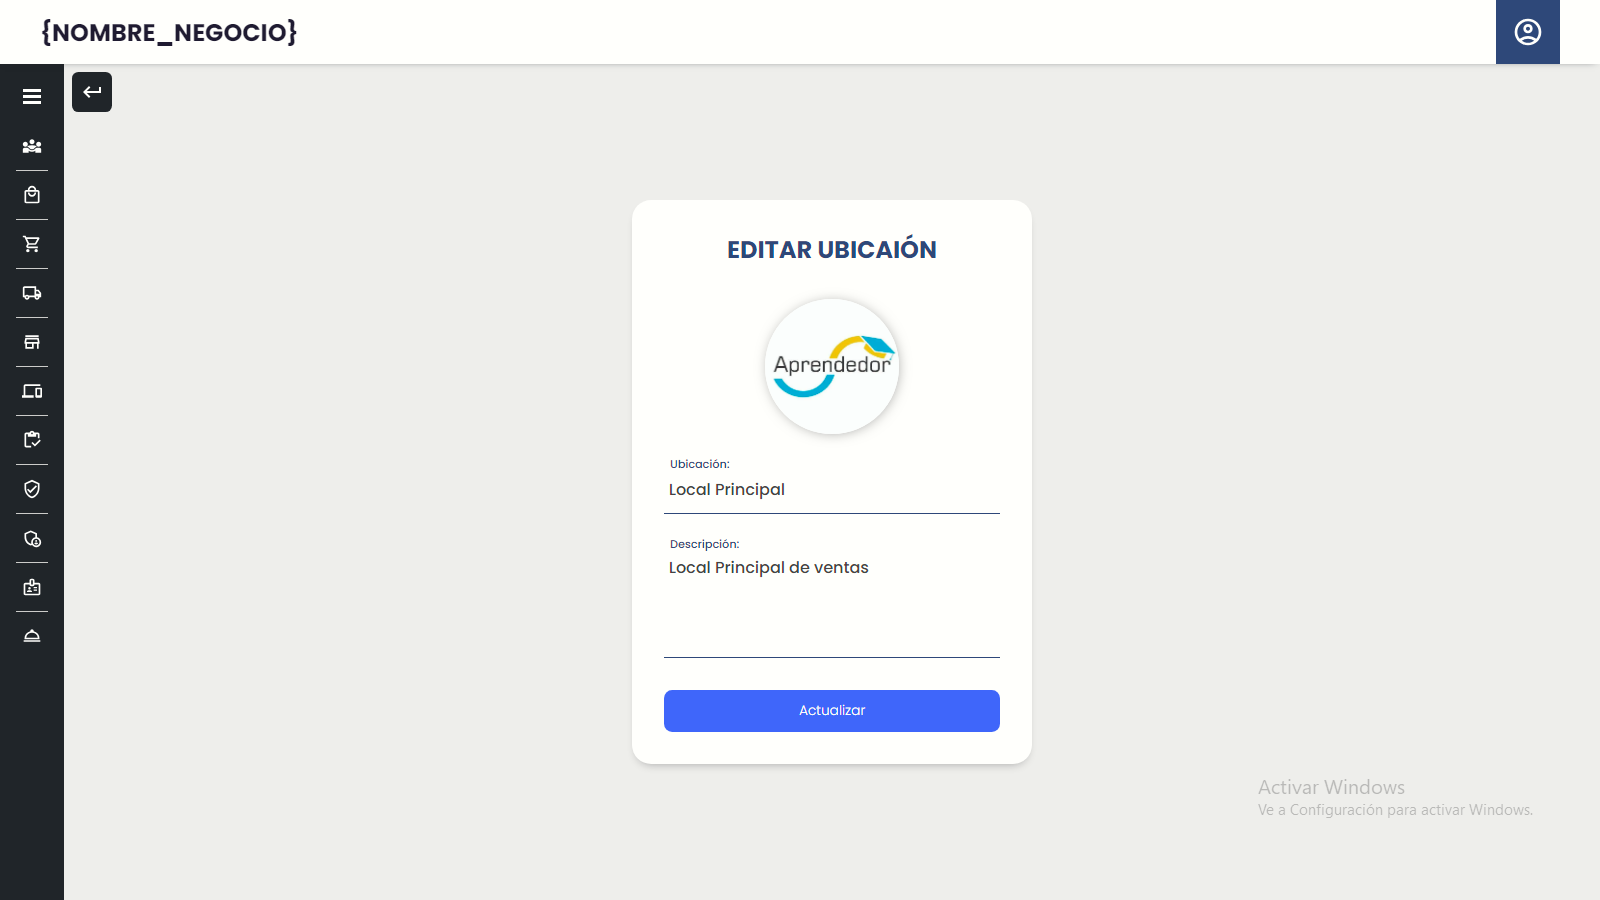 {NOMBRE_NEGOCIO}
EDITAR UBICAIÓN
Aprendedor
Ubicación:
Local Principal
Descripción:
Local Principal de ventas
Actualizar
Activar Windows
Ve a Configuración para activar Windows.